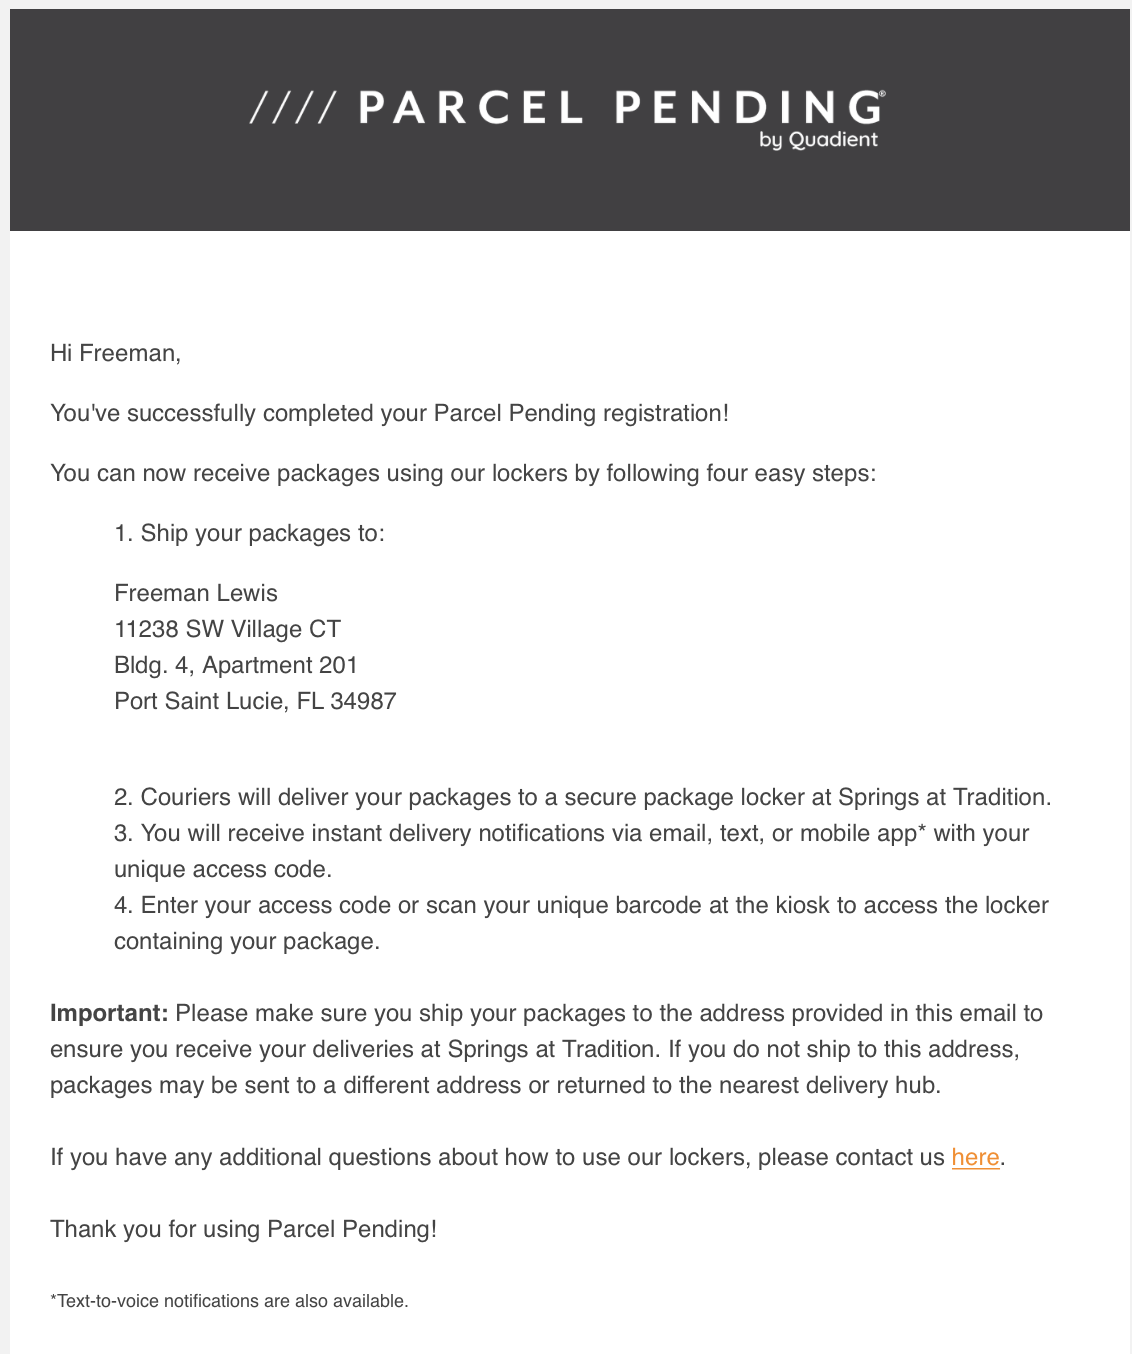 //// PARCEL PENDING®
by Quadient
Hi Freeman,
You've successfully completed your Parcel Pending registration!
You can now receive packages using our lockers by following four easy steps:
1. Ship your packages to:
Freeman Lewis
11238 SW Village CT
Bldg. 4, Apartment 201
Port Saint Lucie, FL 34987
2. Couriers will deliver your packages to a secure package locker at Springs at Tradition.
3. You will receive instant delivery notifications via email, text, or mobile app* with your
unique access code.
4. Enter your access code or scan your unique barcode at the kiosk to access the locker
containing your package.
Important: Please make sure you ship your packages to the address provided in this email to
ensure you receive your deliveries at Springs at Tradition. If you do not ship to this address,
packages may be sent to a different address or returned to the nearest delivery hub.
If you have any additional questions about how to use our lockers, please contact us here.
Thank you for using Parcel Pending!
*Text-to-voice notifications are also available.